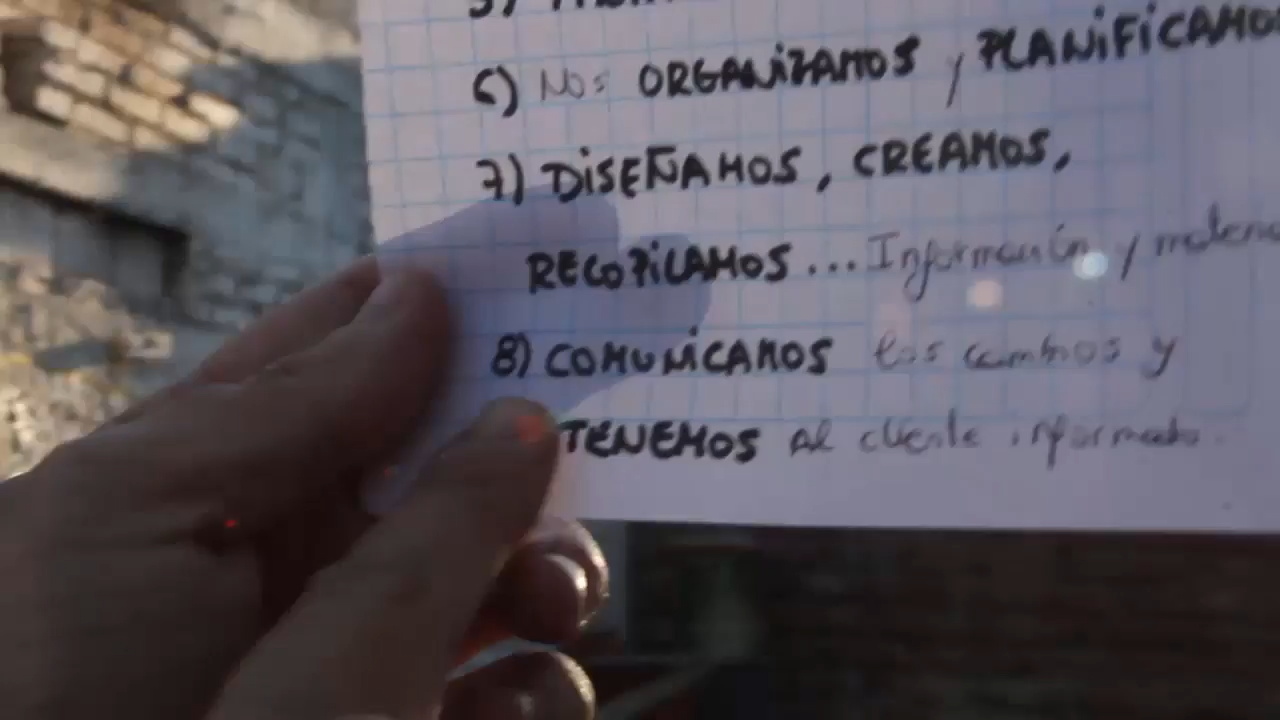 6) Nos ORGANIZAMOS y PLANIFICAMOS
7) DISEÑAMOS, CREAMOS,
RECOPILAMOS... Información y
8) COMUNICAMOS los cambios y
TENEMOS al cliente informado.